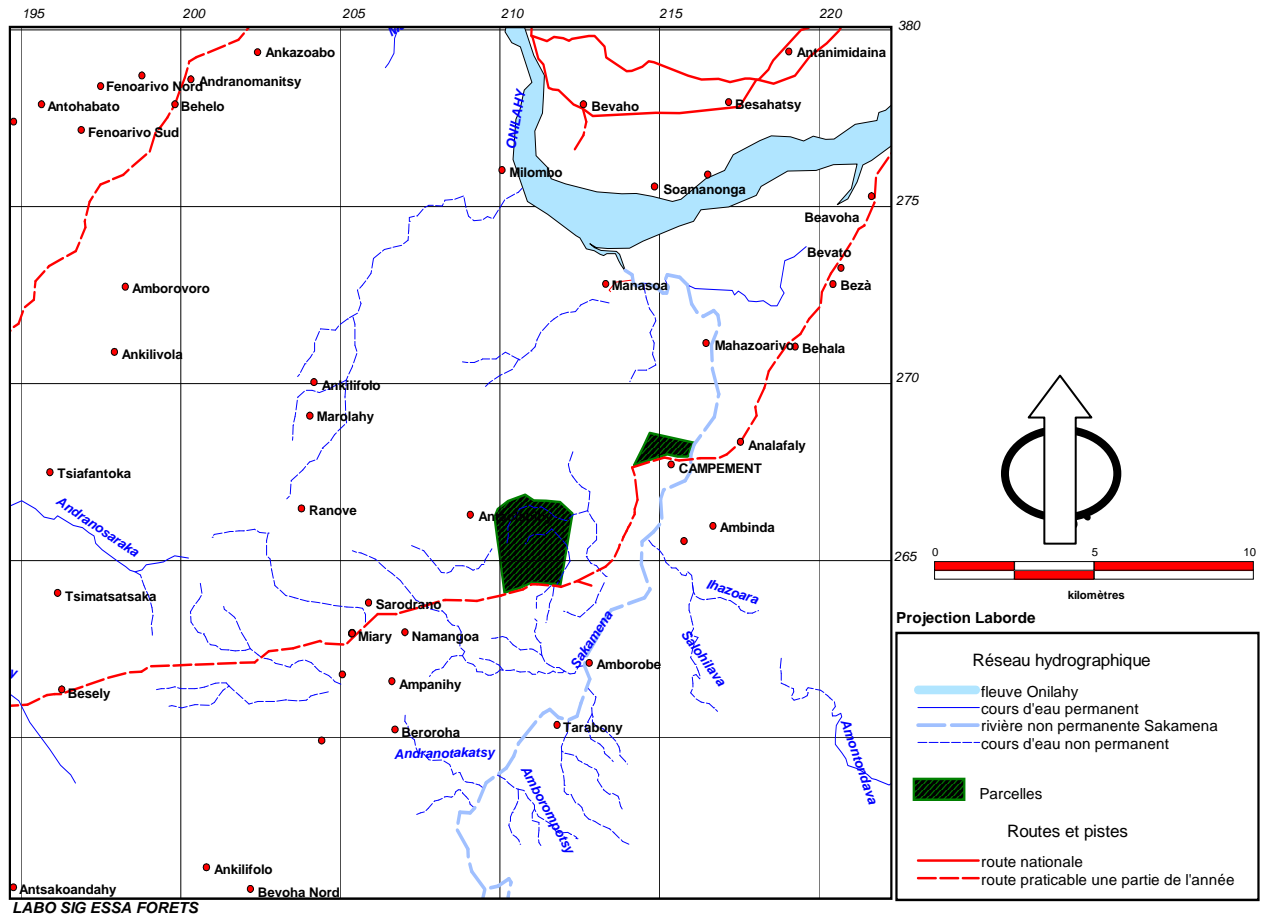 195 200 205 210 215 220
380
Ankazoabo
Antanimidaina
Fenoarivo Nord
Andranomanitsy
Antohabato
Behelo
Bevaho
Besahatsy
Fenoarivo Sud
ONILAHY
Milombo
Soamanonga
275
Beavoha
Bevato
Amborovoro
Manasoa
Bezà
Mahazoarivo
Behala
Ankilivola
270
Ankilifolo
Marolahy
Analafaly
CAMPEMENT
Tsiafantoka
Andranosaraka
Ranove
Ambinda
265
Tsimatsatsaka
Ihazoara
Sarodrano
Miary
Namangoa
Sakamena
Salohilava
Amborobe
Besely
Ampanihy
Beroroha
Tarabony
Andranotakatsy
Amontondava
Amborompotsy
Ankilifolo
Antsakoandahy
Bevoha Nord
LABO SIG ESSA FORETS
0 5 10
kilomètres
Projection Laborde
Réseau hydrographique
fleuve Onilahy
cours d'eau permanent
rivière non permanente Sakamena
cours d'eau non permanent
Parcelles
Routes et pistes
route nationale
route praticable une partie de l'année